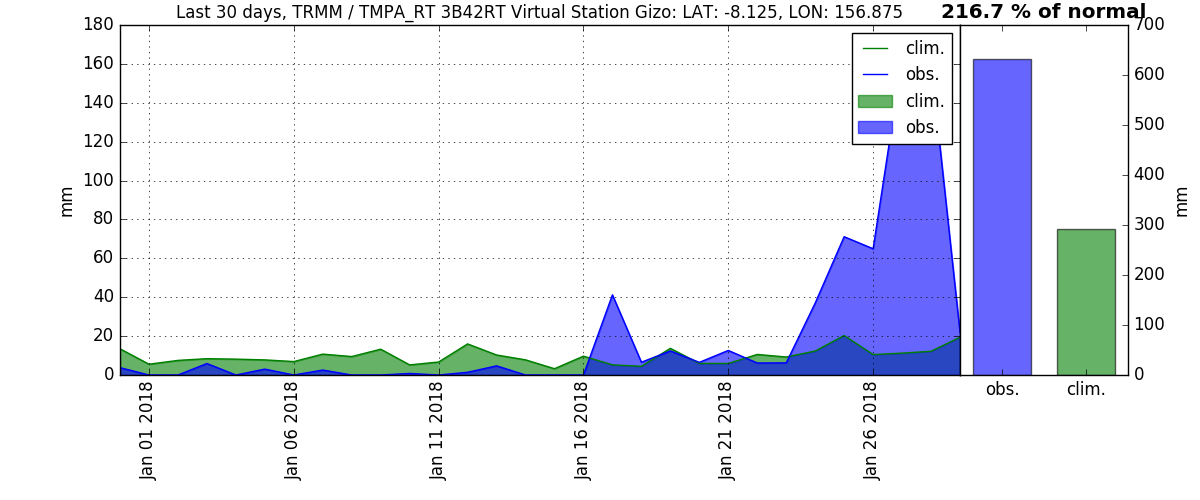 Last 30 days, TRMM / TMPA_RT 3B42RT Virtual Station Gizo: LAT: -8.125, LON: 156.875
216.7 % of normal
180
160
140
120
100
80
60
40
20
0
mm
clim.
obs.
clim.
obs.
Jan 01 2018
Jan 06 2018
Jan 11 2018
Jan 16 2018
Jan 21 2018
Jan 26 2018
700
600
500
400
300
200
100
0
mm
obs.
clim.